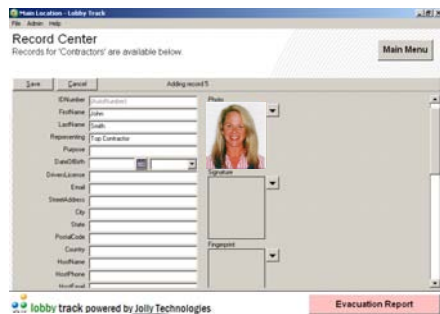 Main Location - Lobby Track
File Admin Help
Record Center
Records for 'Contractors' are available below.
Main Menu
Save Cancel Adding record 5
IDNumber (AutoNumber)
FirstName John
LastName Smith
Representing Top Contractor
Purpose
DateOfBirth
DriversLicense
Email
StreetAddress
City
State
PostalCode
Country
HostName
HostPhone
HostEmail
Photo
Signature
Fingerprint
lobby track powered by Jolly Technologies
Evacuation Report